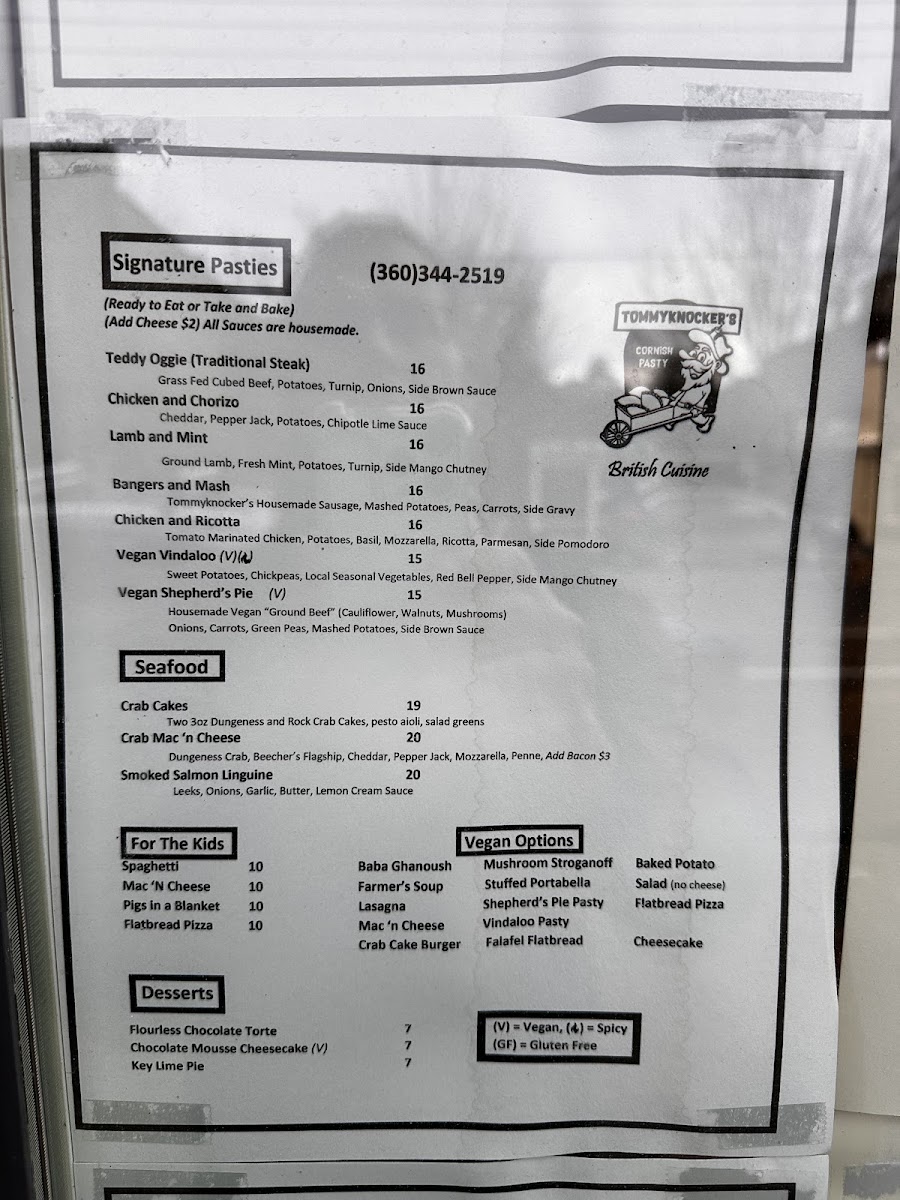 Signature Pasties
(360)344-2519
(Ready to Eat or Take and Bake)
(Add Cheese $2) All Sauces are housemade.
TOMMYKNOCKER'S
CORNISH
PASTY
British Cuisine
Teddy Oggie (Traditional Steak) 16
Grass Fed Cubed Beef, Potatoes, Turnip, Onions, Side Brown Sauce
Chicken and Chorizo 16
Cheddar, Pepper Jack, Potatoes, Chipotle Lime Sauce
Lamb and Mint 16
Ground Lamb, Fresh Mint, Potatoes, Turnip, Side Mango Chutney
Bangers and Mash 16
Tommyknocker's Housemade Sausage, Mashed Potatoes, Peas, Carrots, Side Gravy
Chicken and Ricotta 16
Tomato Marinated Chicken, Potatoes, Basil, Mozzarella, Ricotta, Parmesan, Side Pomodoro
Vegan Vindaloo (V) 15
Sweet Potatoes, Chickpeas, Local Seasonal Vegetables, Red Bell Pepper, Side Mango Chutney
Vegan Shepherd's Pie (V) 15
Housemade Vegan "Ground Beef" (Cauliflower, Walnuts, Mushrooms)
Onions, Carrots, Green Peas, Mashed Potatoes, Side Brown Sauce
Seafood
Crab Cakes 19
Two 3oz Dungeness and Rock Crab Cakes, pesto aioli, salad greens
Crab Mac 'n Cheese 20
Dungeness Crab, Beecher's Flagship, Cheddar, Pepper Jack, Mozzarella, Penne, Add Bacon $3
Smoked Salmon Linguine 20
Leeks, Onions, Garlic, Butter, Lemon Cream Sauce
For The Kids
Spaghetti 10
Mac 'N Cheese 10
Pigs in a Blanket 10
Flatbread Pizza 10
Vegan Options
Baba Ghanoush Mushroom Stroganoff Baked Potato
Farmer's Soup Stuffed Portabella Salad (no cheese)
Lasagna Shepherd's Pie Pasty Flatbread Pizza
Mac 'n Cheese Vindaloo Pasty
Crab Cake Burger Falafel Flatbread Cheesecake
Desserts
Flourless Chocolate Torte 7
Chocolate Mousse Cheesecake (V) 7
Key Lime Pie 7
(V) = Vegan, ( ) = Spicy
(GF) = Gluten Free